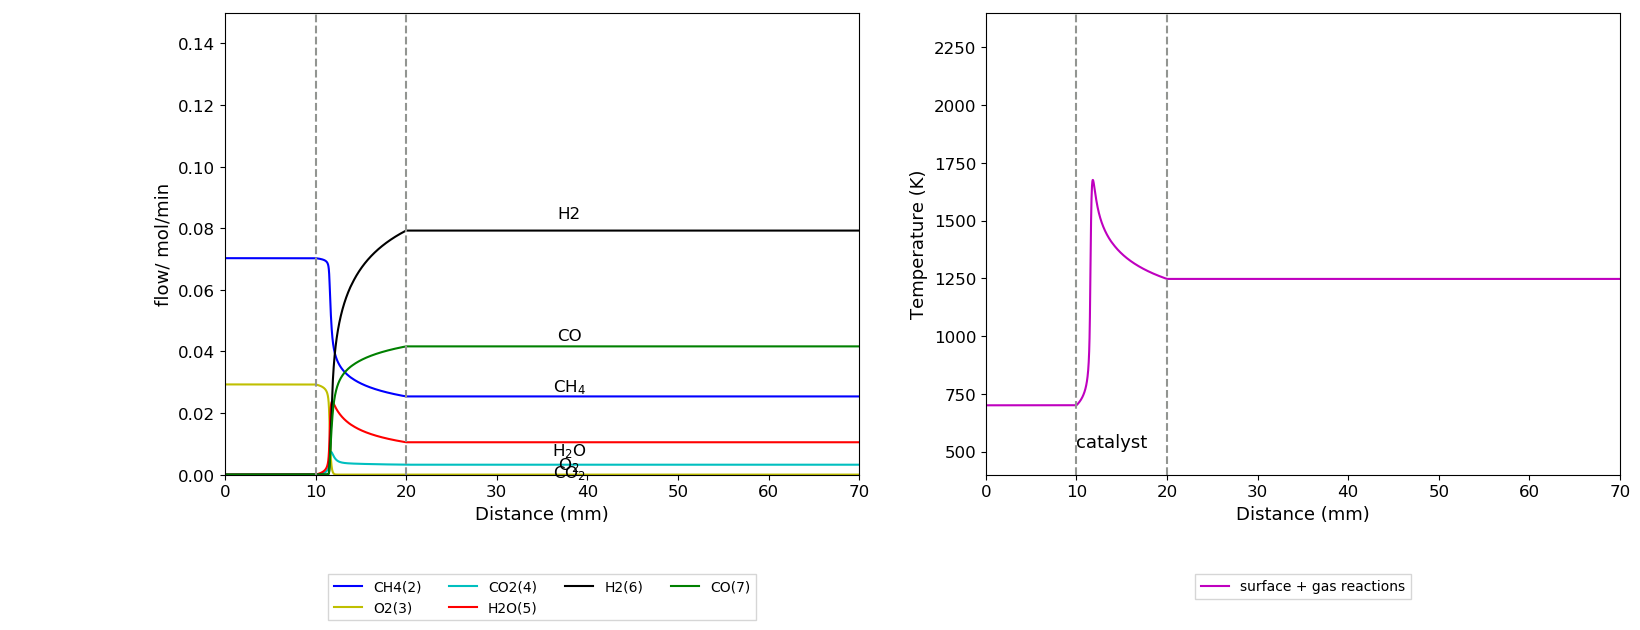 0.14
0.12
0.10
0.08
0.06
0.04
0.02
0.00
flow/ mol/min
H2
CO
CH₄
H₂O
O₂
CO₂
0 10 20 30 40 50 60 70
Distance (mm)
CH4(2) CO2(4) H2(6) CO(7)
O2(3) H2O(5)
2250
2000
1750
1500
1250
1000
750
500
Temperature (K)
catalyst
0 10 20 30 40 50 60 70
Distance (mm)
surface + gas reactions